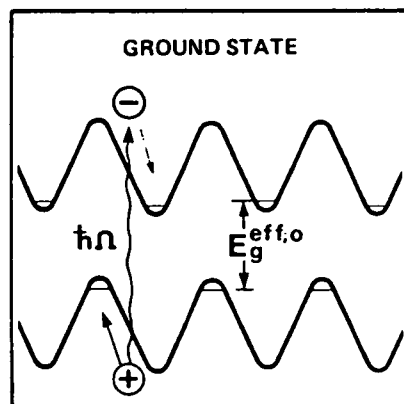 GROUND STATE
−
ħΩ
E_g^{eff,o}
+